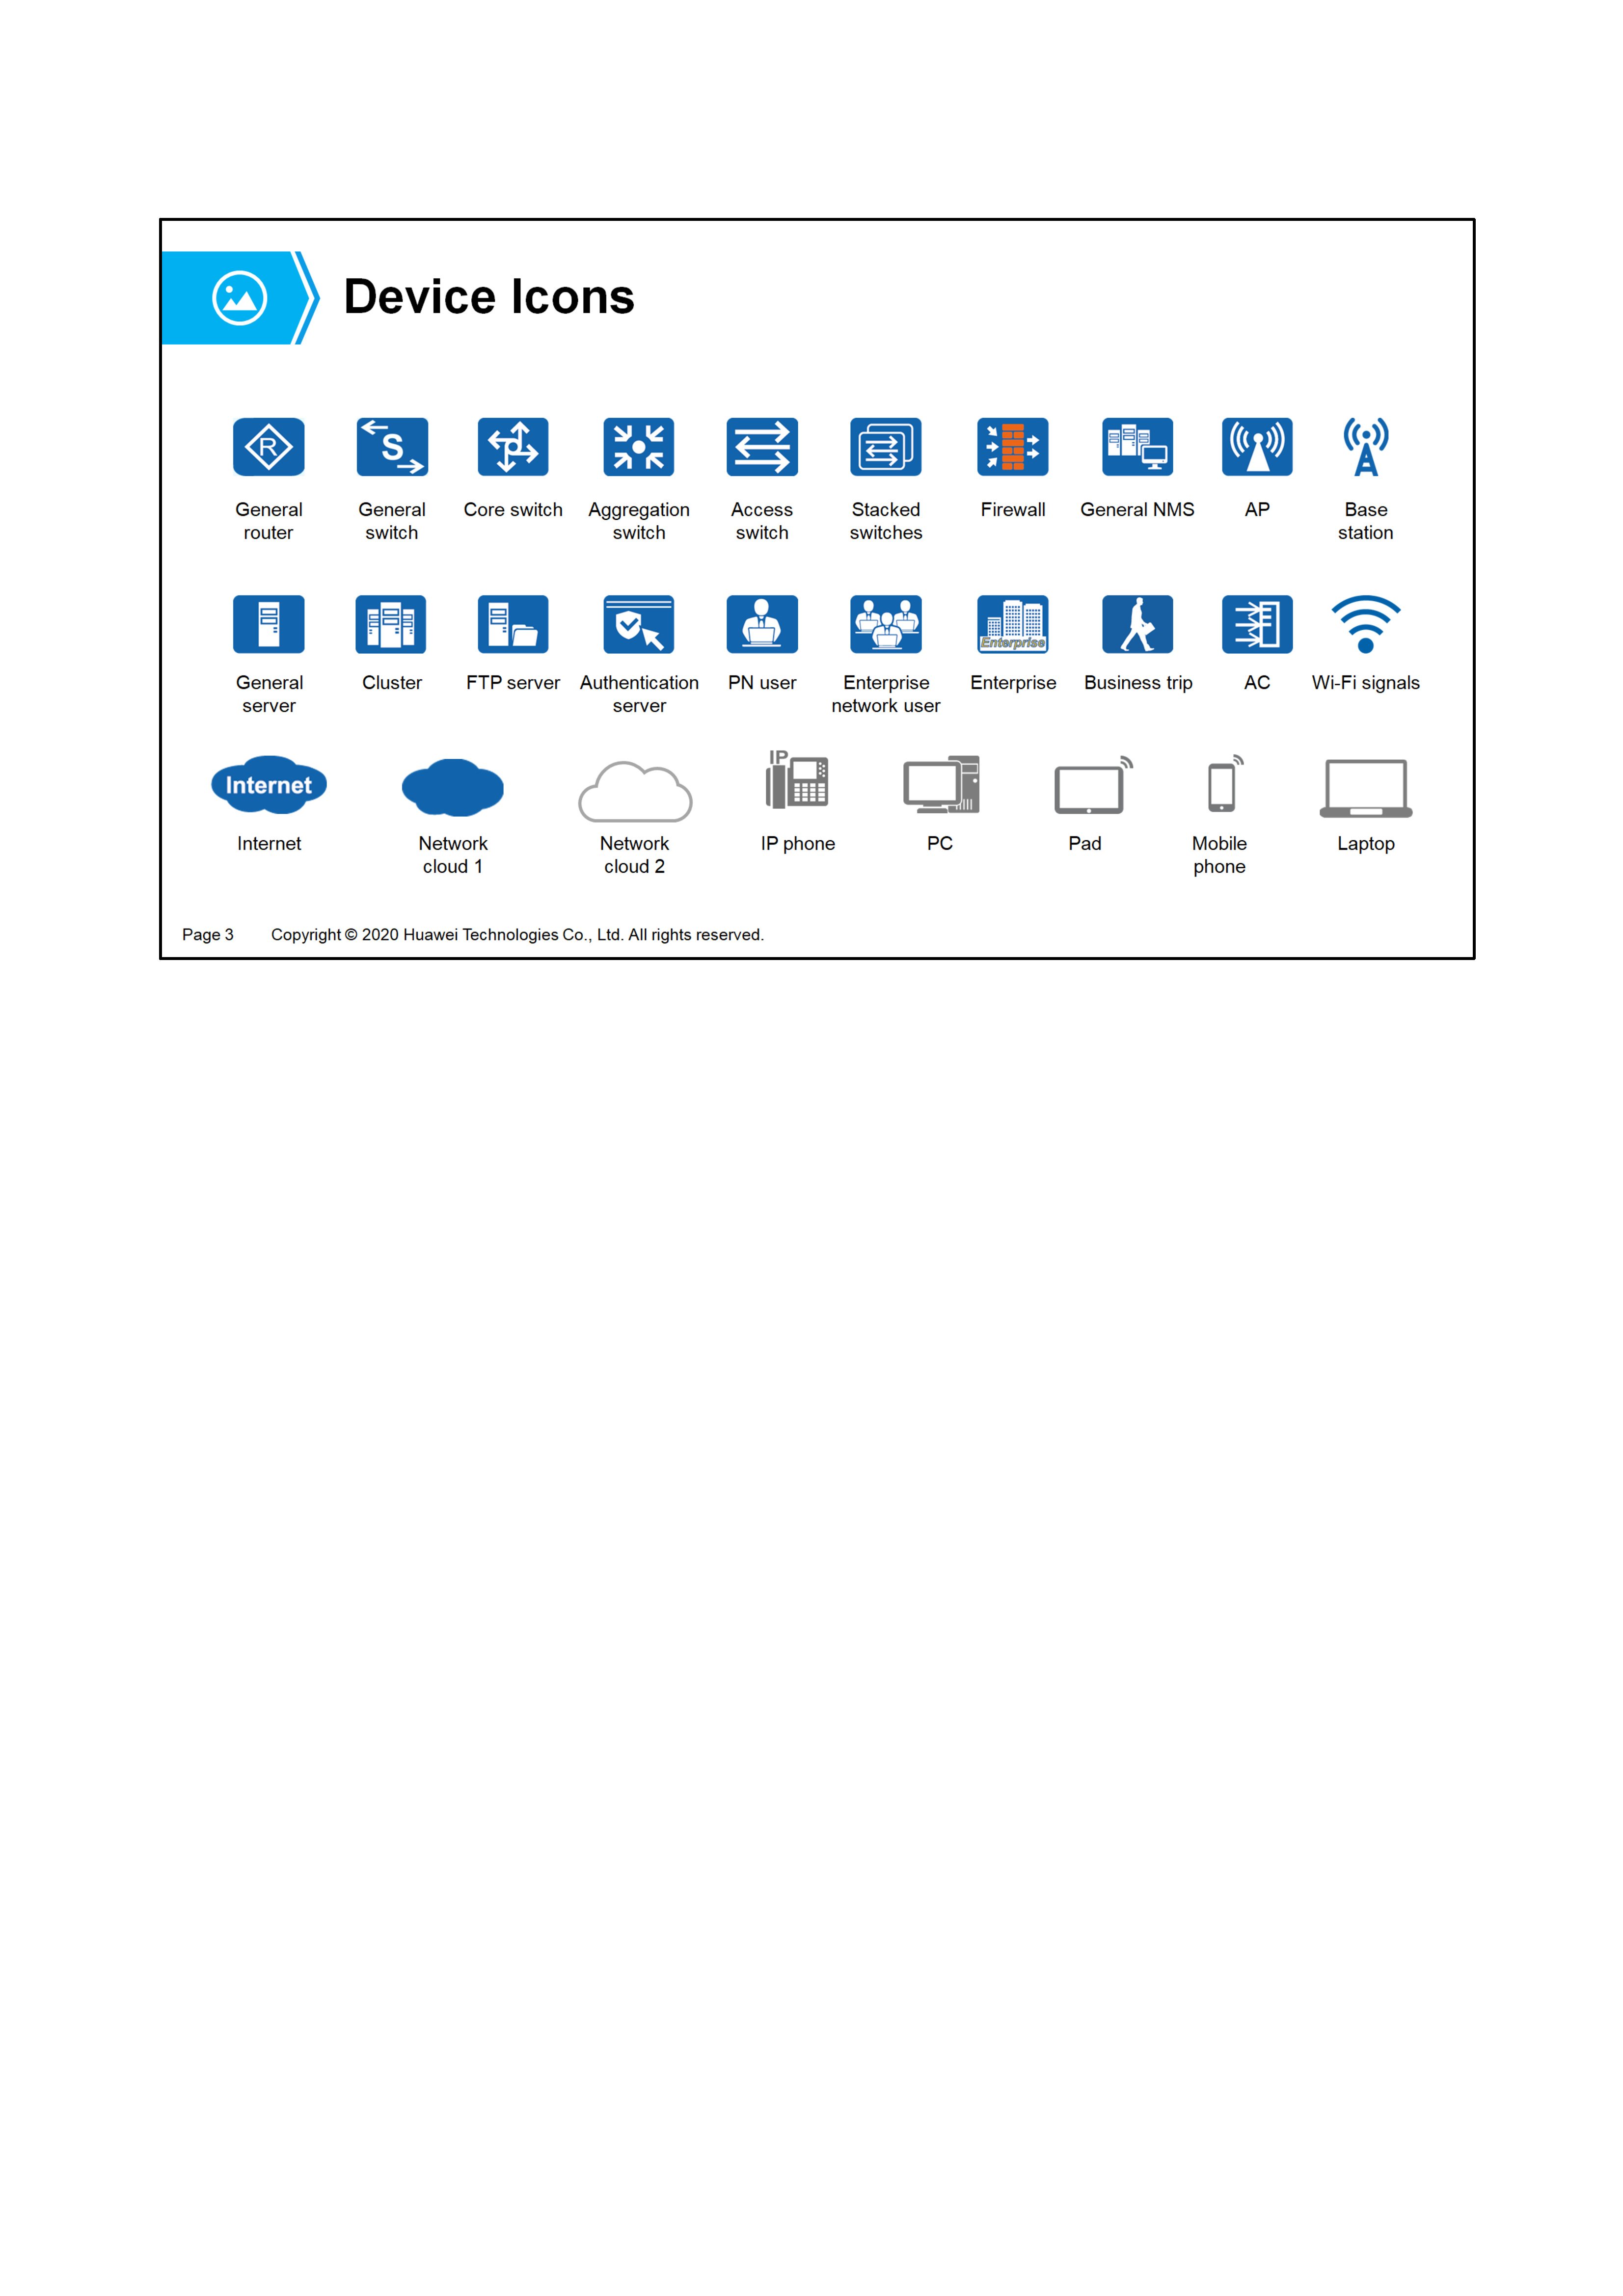 Device Icons
R
S
General router
General switch
Core switch
Aggregation switch
Access switch
Stacked switches
Firewall
General NMS
AP
Base station
Enterprise
General server
Cluster
FTP server
Authentication server
PN user
Enterprise network user
Enterprise
Business trip
AC
Wi-Fi signals
Internet
IP
Internet
Network cloud 1
Network cloud 2
IP phone
PC
Pad
Mobile phone
Laptop
Page 3 Copyright © 2020 Huawei Technologies Co., Ltd. All rights reserved.